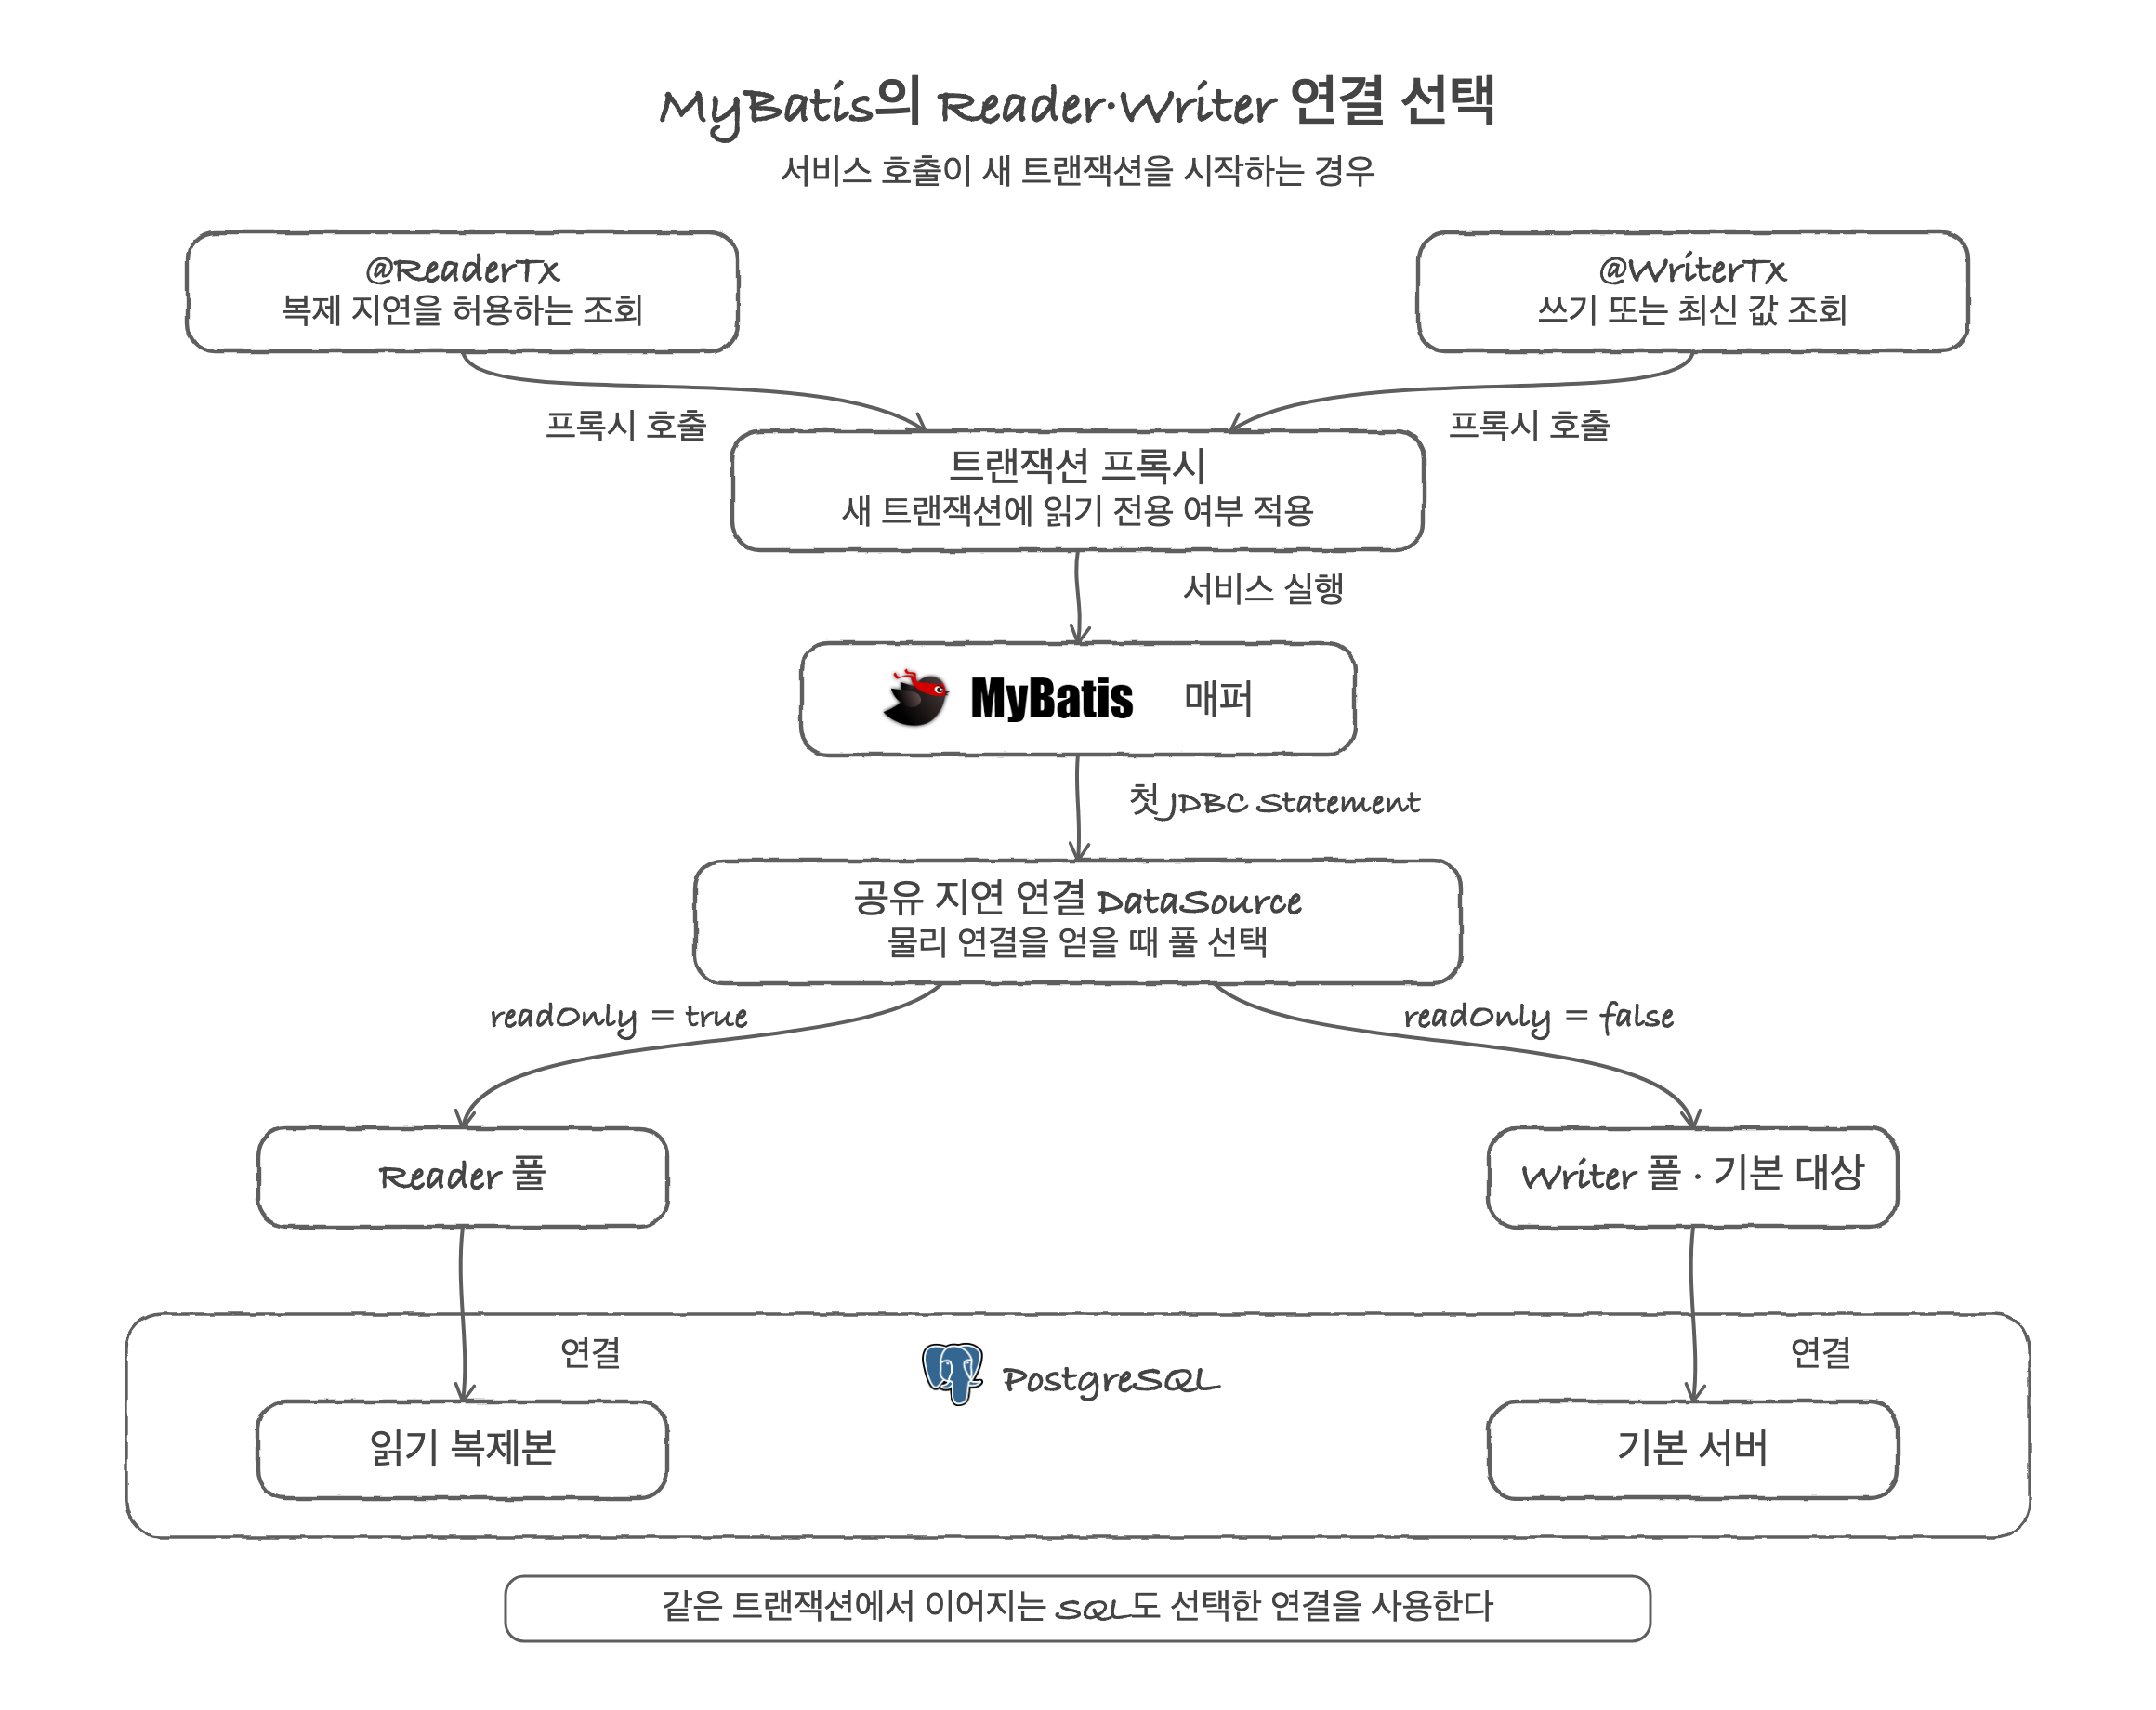 MyBatis의 Reader·Writer 연결 선택
서비스 호출이 새 트랜잭션을 시작하는 경우
@ReaderTx
복제 지연을 허용하는 조회
@WriterTx
쓰기 또는 최신 값 조회
프록시 호출
프록시 호출
트랜잭션 프록시
새 트랜잭션에 읽기 전용 여부 적용
서비스 실행
MyBatis 매퍼
첫 JDBC Statement
공유 지연 연결 DataSource
물리 연결을 얻을 때 풀 선택
readOnly = true
readOnly = false
Reader 풀
Writer 풀 · 기본 대상
연결
PostgreSQL
연결
읽기 복제본
기본 서버
같은 트랜잭션에서 이어지는 SQL도 선택한 연결을 사용한다